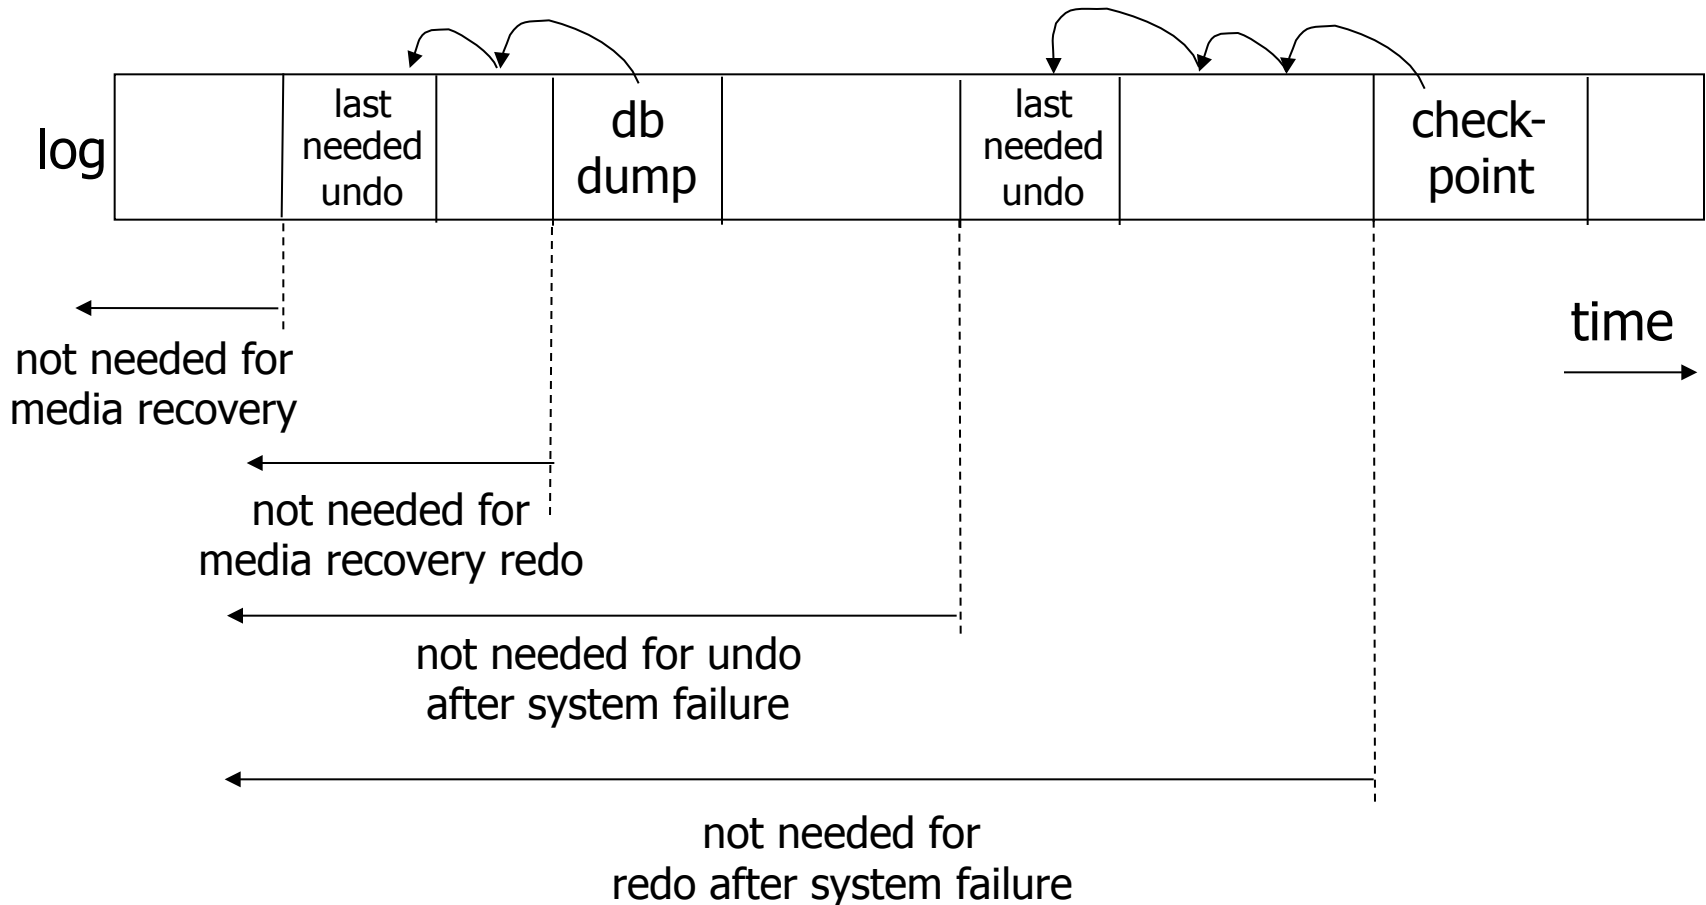 log
last
needed
undo
db
dump
last
needed
undo
check-
point
time
not needed for
media recovery
not needed for
media recovery redo
not needed for undo
after system failure
not needed for
redo after system failure